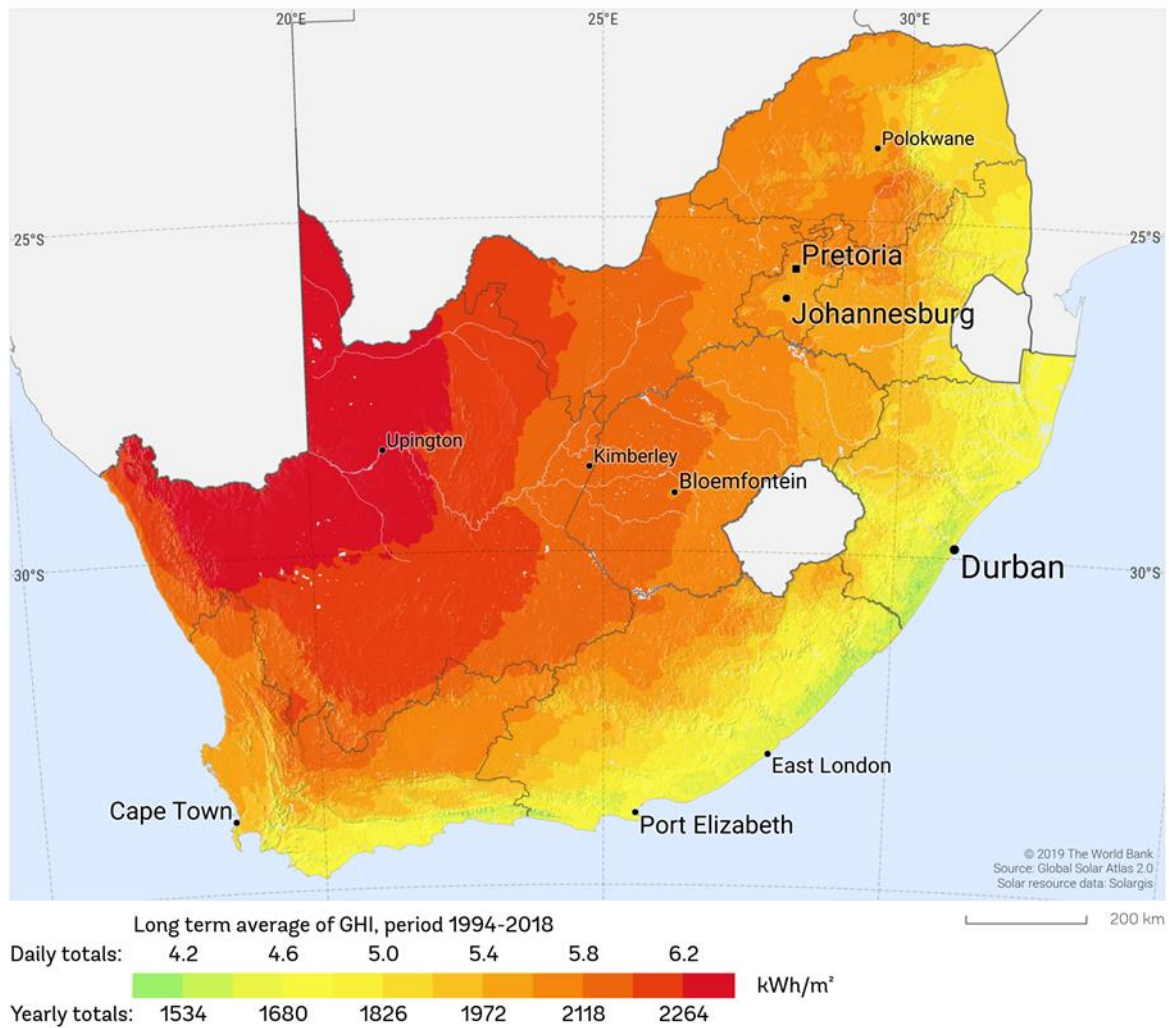 20°E 25°E 30°E
Polokwane
25°S 25°S
Pretoria
Johannesburg
Upington
Kimberley
Bloemfontein
Durban
30°S 30°S
East London
Cape Town
Port Elizabeth
© 2019 The World Bank
Source: Global Solar Atlas 2.0
Solar resource data: Solargis
Long term average of GHI, period 1994-2018
200 km
Daily totals: 4.2 4.6 5.0 5.4 5.8 6.2
kWh/m²
Yearly totals: 1534 1680 1826 1972 2118 2264